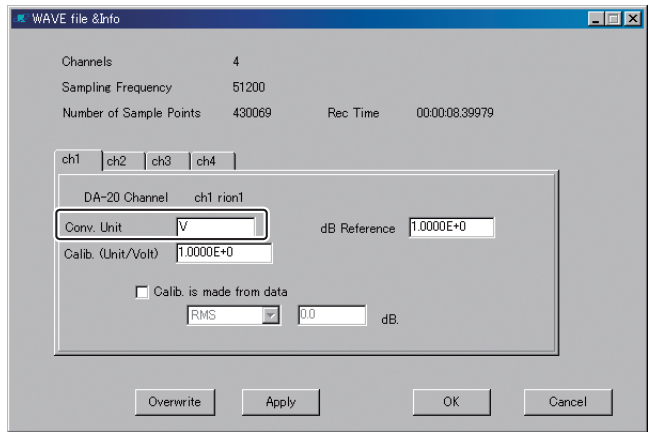 WAVE file &Info
Channels 4
Sampling Frequency 51200
Number of Sample Points 430069 Rec Time 00:00:08.39979
ch1 ch2 ch3 ch4
DA-20 Channel ch1 rion1
Conv. Unit V dB Reference 1.0000E+0
Calib. (Unit/Volt) 1.0000E+0
Calib. is made from data
RMS 0.0 dB.
Overwrite Apply OK Cancel